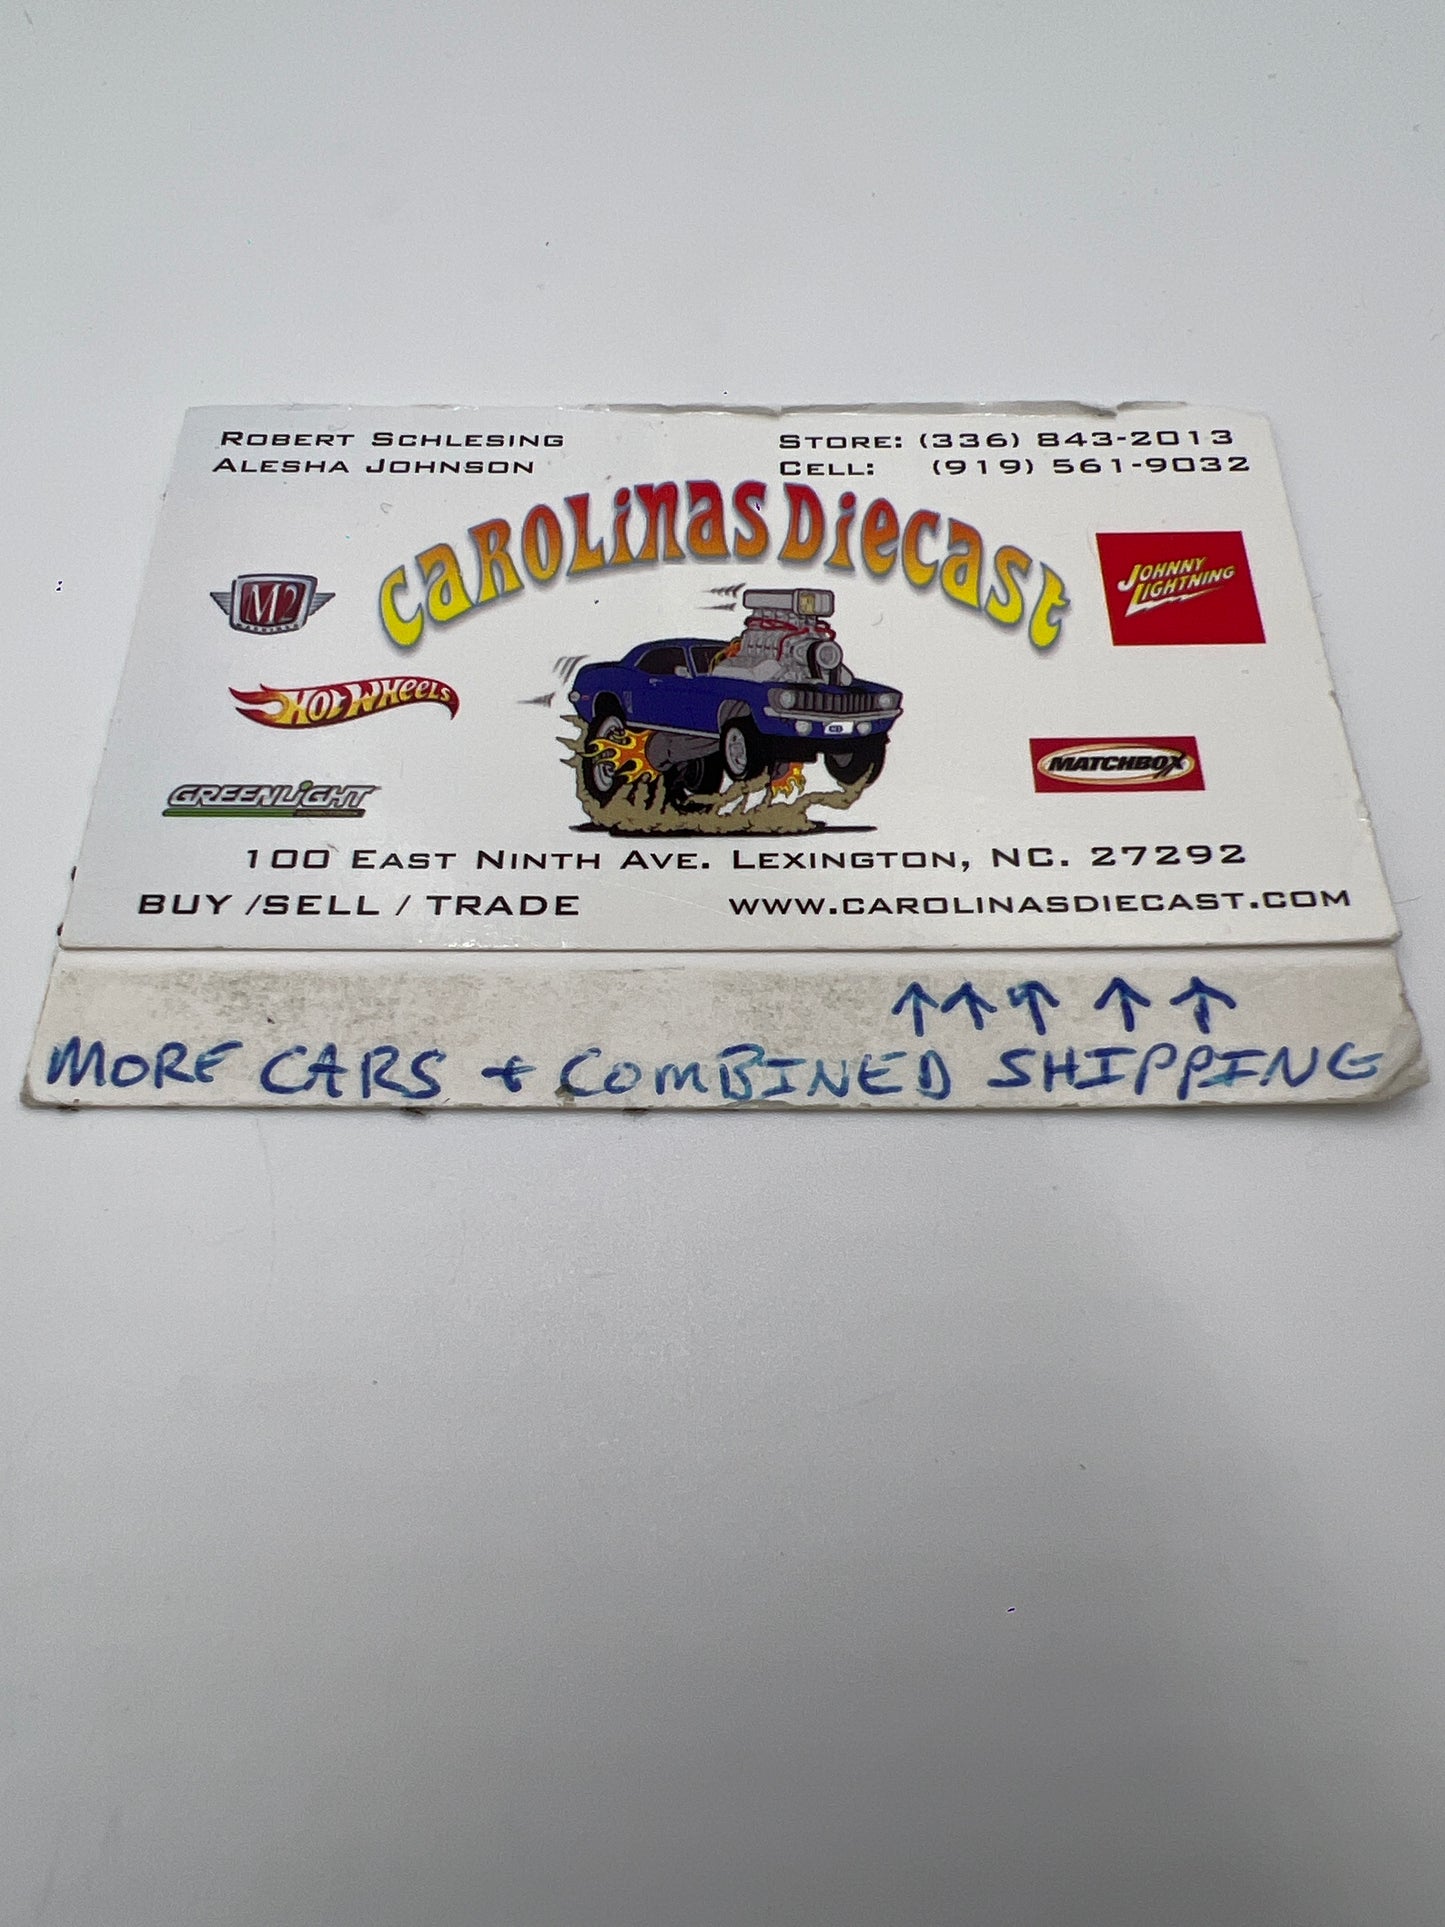 ROBERT SCHLESING
ALESHA JOHNSON
STORE: (336) 843-2013
CELL: (919) 561-9032
CAROLINAS DIECAST
M2
HOT WHEELS
GREENLIGHT
JOHNNY
LIGHTNING
MATCHBOX
100 EAST NINTH AVE. LEXINGTON, NC. 27292
BUY /SELL / TRADE
WWW.CAROLINASDIECAST.COM
↑ ↑ ↑ ↑ ↑
MORE CARS + COMBINED SHIPPING